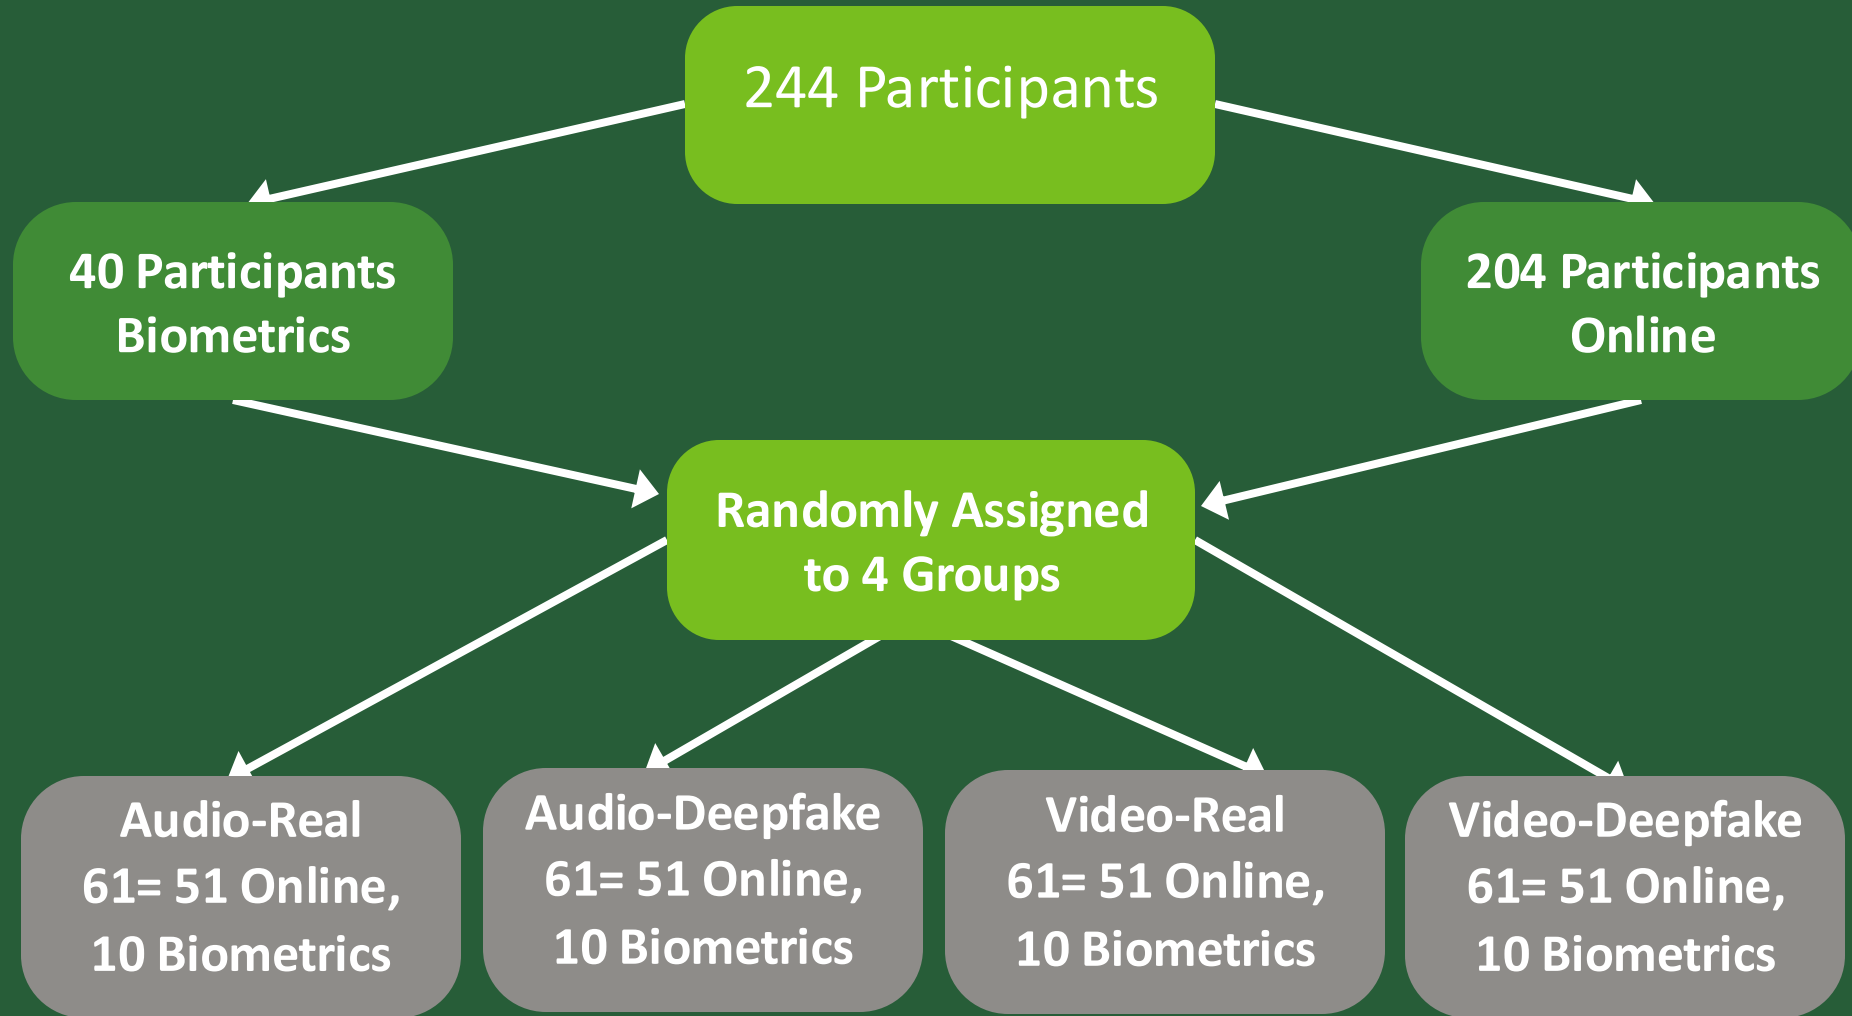 244 Participants
40 Participants
Biometrics
204 Participants
Online
Randomly Assigned
to 4 Groups
Audio-Real
61= 51 Online,
10 Biometrics
Audio-Deepfake
61= 51 Online,
10 Biometrics
Video-Real
61= 51 Online,
10 Biometrics
Video-Deepfake
61= 51 Online,
10 Biometrics